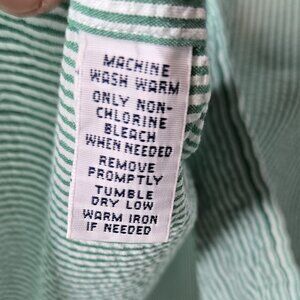 MACHINE
WASH WARM
ONLY NON-
CHLORINE
BLEACH
WHEN NEEDED
REMOVE
PROMPTLY
TUMBLE
DRY LOW
WARM IRON
IF NEEDED